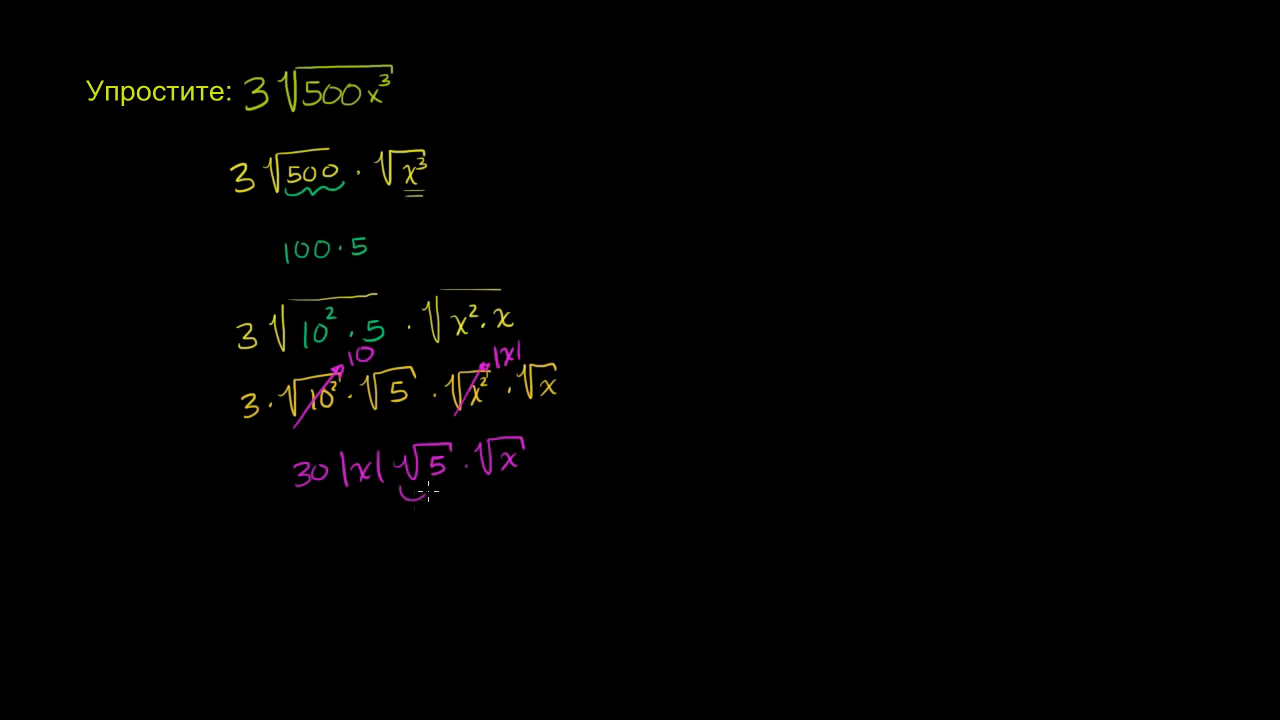 Упростите: 3√500x³
3√500 · √x³
100 · 5
3√10² · 5 · √x² · x
10 |x|
3 · √10² · √5 · √x² · √x
30|x|√5 · √x